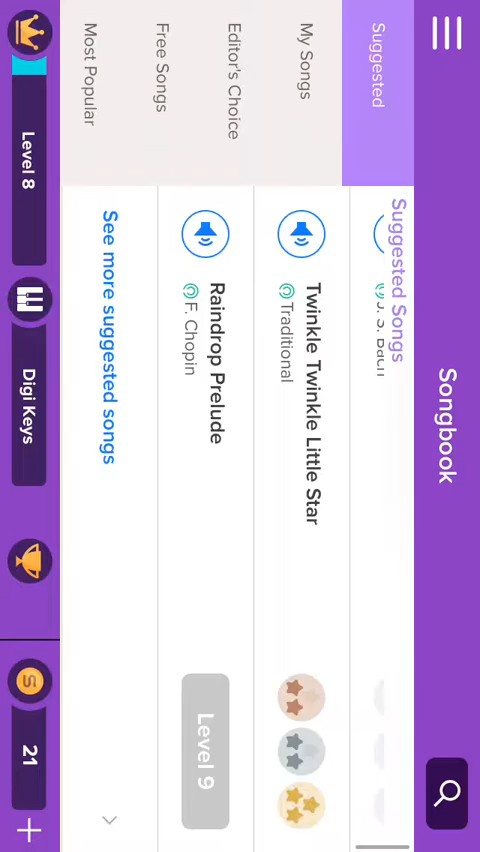 Songbook
Suggested
My Songs
Editor's Choice
Free Songs
Most Popular
Suggested Songs
J. S. Bach
Twinkle Twinkle Little Star
Traditional
Raindrop Prelude
F. Chopin
Level 9
See more suggested songs
Level 8
Digi Keys
S
21